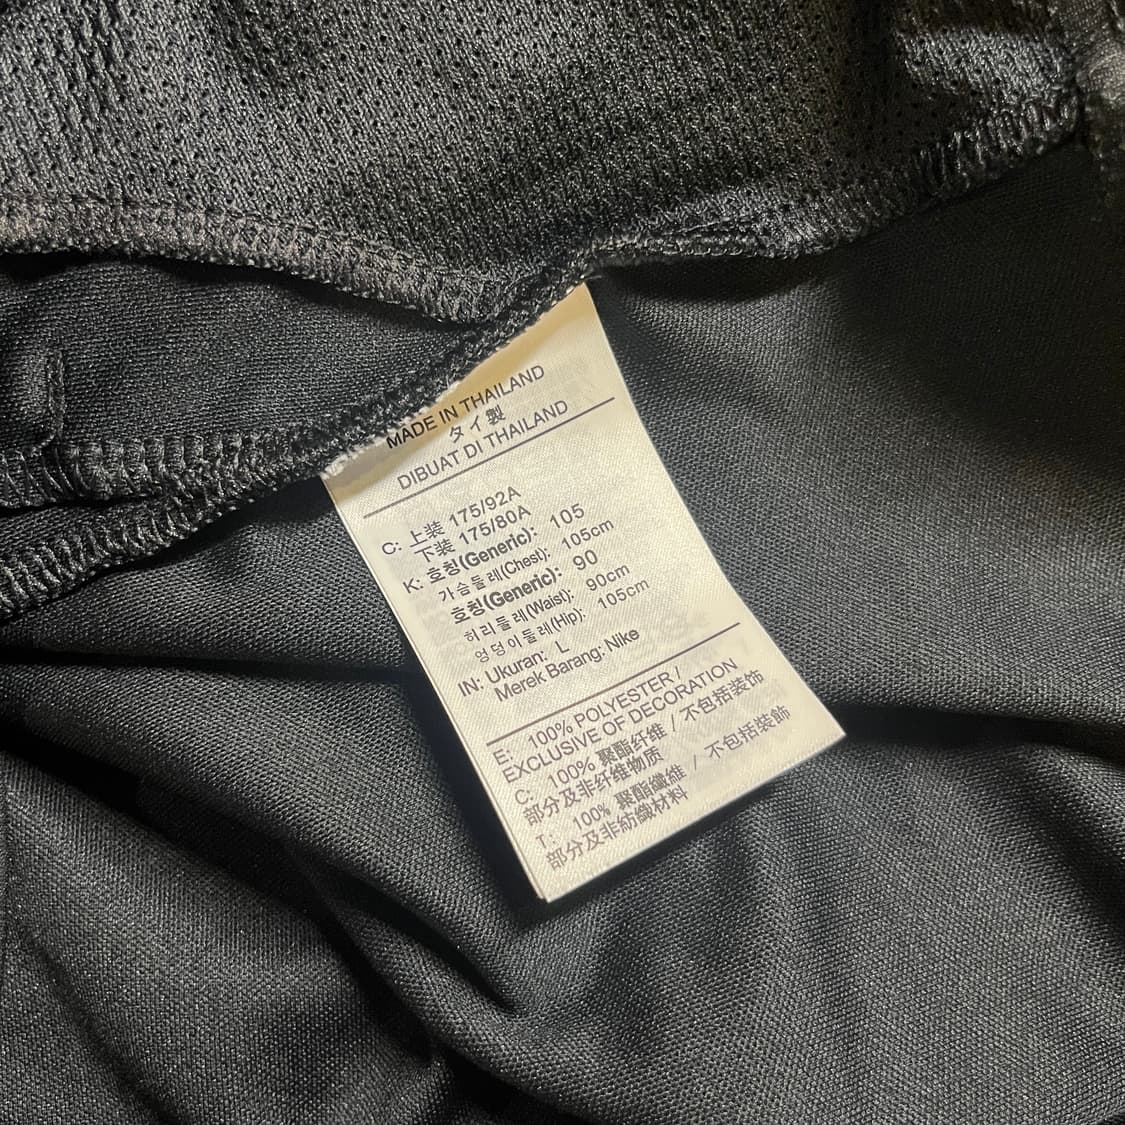 MADE IN THAILAND
タイ製
DIBUAT DI THAILAND
C: 上装 175/92A
下装 175/80A
K: 호칭(Generic): 105
가슴둘레(Chest): 105cm
호칭(Generic): 90
허리둘레(Waist): 90cm
엉덩이둘레(Hip): 105cm
IN: Ukuran: L
Merek Barang: Nike
E: 100% POLYESTER /
EXCLUSIVE OF DECORATION
C: 100% 聚酯纤维 / 不包括装饰
部分及非纤维物质
T: 100% 聚酯纖維 / 不包括裝飾
部分及非紡織材料